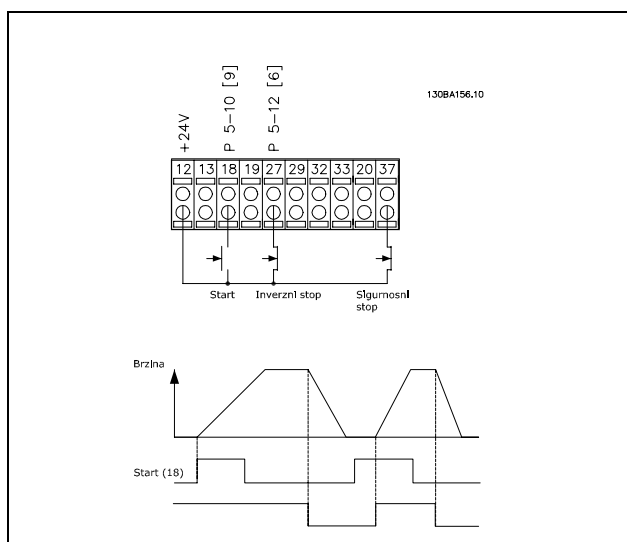 130BA156.10
+24V
P 5-10 [9]
P 5-12 [6]
12 13 18 19 27 29 32 33 20 37
Start Inverzni stop Sigurnosni
stop
Brzina
Start (18)